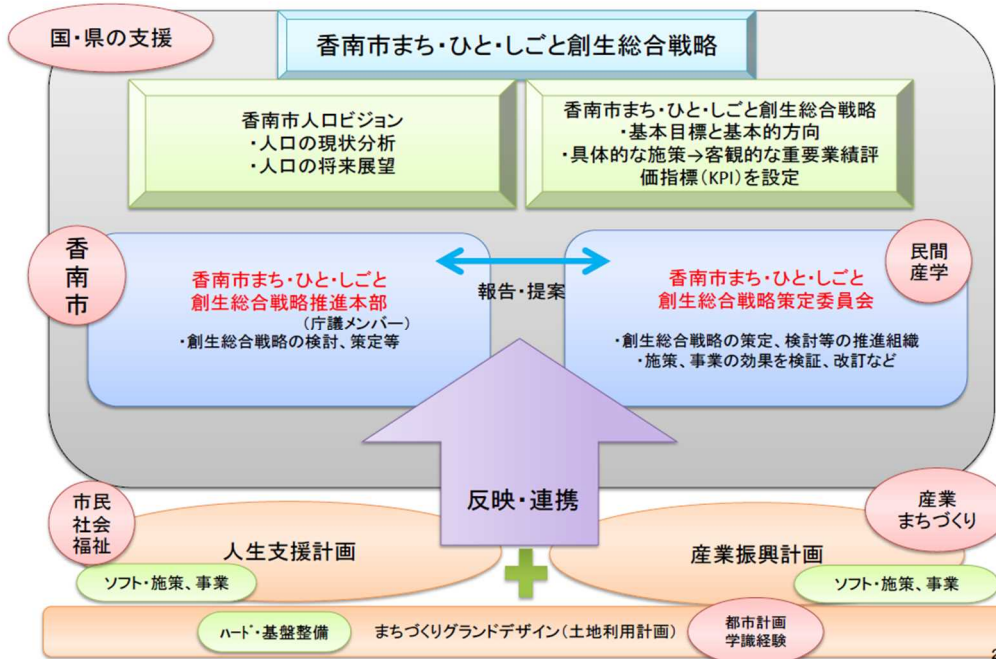 国・県の支援
香南市まち・ひと・しごと創生総合戦略
香南市人口ビジョン
・人口の現状分析
・人口の将来展望
香南市まち・ひと・しごと創生総合戦略
・基本目標と基本的方向
・具体的な施策→客観的な重要業績評
価指標(KPI)を設定
香
南
市
香南市まち・ひと・しごと
創生総合戦略推進本部
(庁議メンバー)
・創生総合戦略の検討、策定等
報告・提案
民間
産学
香南市まち・ひと・しごと
創生総合戦略策定委員会
・創生総合戦略の策定、検討等の推進組織
・施策、事業の効果を検証、改訂など
反映・連携
市民
社会
福祉
人生支援計画
ソフト・施策、事業
産業
まちづくり
産業振興計画
ソフト・施策、事業
ハード・基盤整備
まちづくりグランドデザイン(土地利用計画)
都市計画
学識経験
2